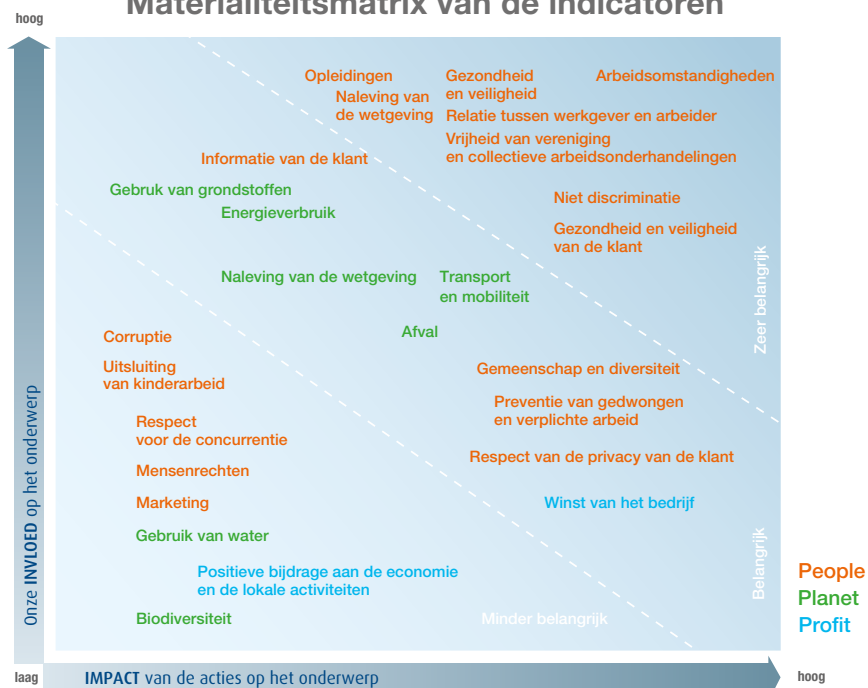 Materialiteitsmatrix van de indicatoren
hoog
Opleidingen
Gezondheid
en veiligheid
Arbeidsomstandigheden
Naleving van
de wetgeving
Relatie tussen werkgever en arbeider
Vrijheid van vereniging
en collectieve arbeidsonderhandelingen
Informatie van de klant
Gebruk van grondstoffen
Energieverbruik
Niet discriminatie
Gezondheid en veiligheid
van de klant
Zeer belangrijk
Naleving van de wetgeving
Transport
en mobiliteit
Afval
Corruptie
Uitsluiting
van kinderarbeid
Gemeenschap en diversiteit
Preventie van gedwongen
en verplichte arbeid
Respect
voor de concurrentie
Respect van de privacy van de klant
Mensenrechten
Marketing
Winst van het bedrijf
Gebruik van water
Positieve bijdrage aan de economie
en de lokale activiteiten
Biodiversiteit
Minder belangrijk
Belangrijk
Onze INVLOED op het onderwerp
People
Planet
Profit
laag
IMPACT van de acties op het onderwerp
hoog